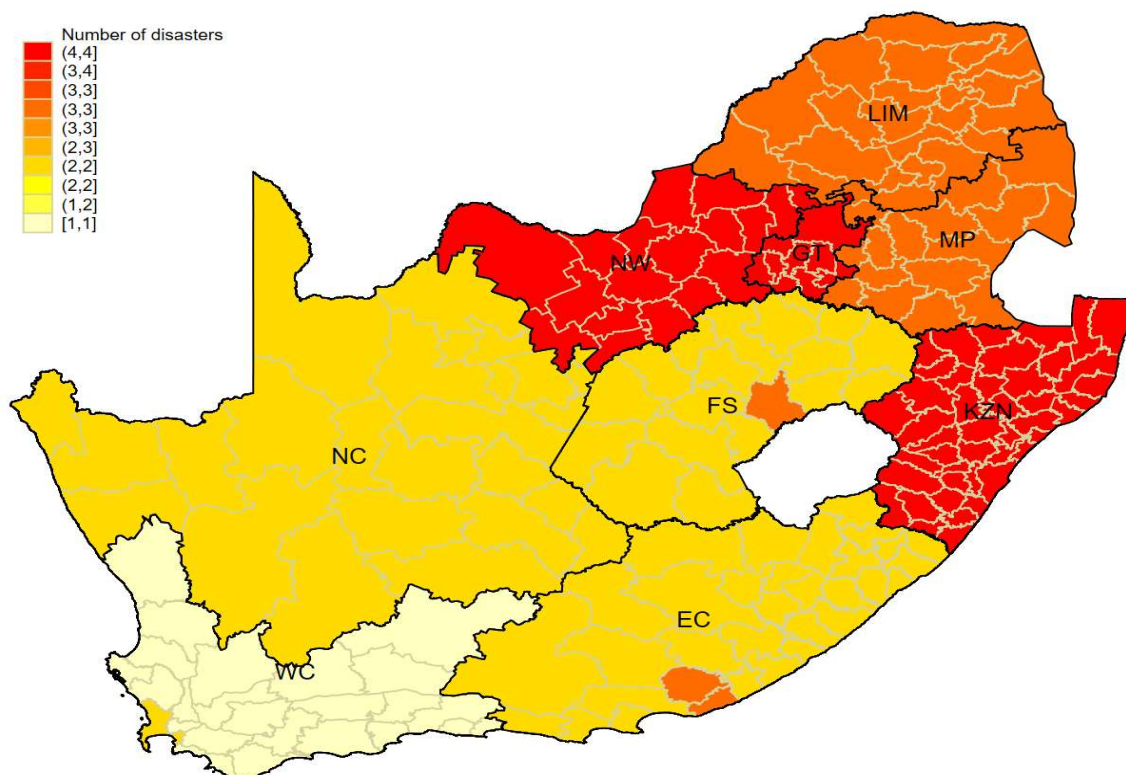 Number of disasters
(4,4]
(3,4]
(3,3]
(3,3]
(3,3]
(2,3]
(2,2]
(2,2]
(1,2]
[1,1]
LIM
MP
NW
GT
FS
KZN
NC
EC
WC